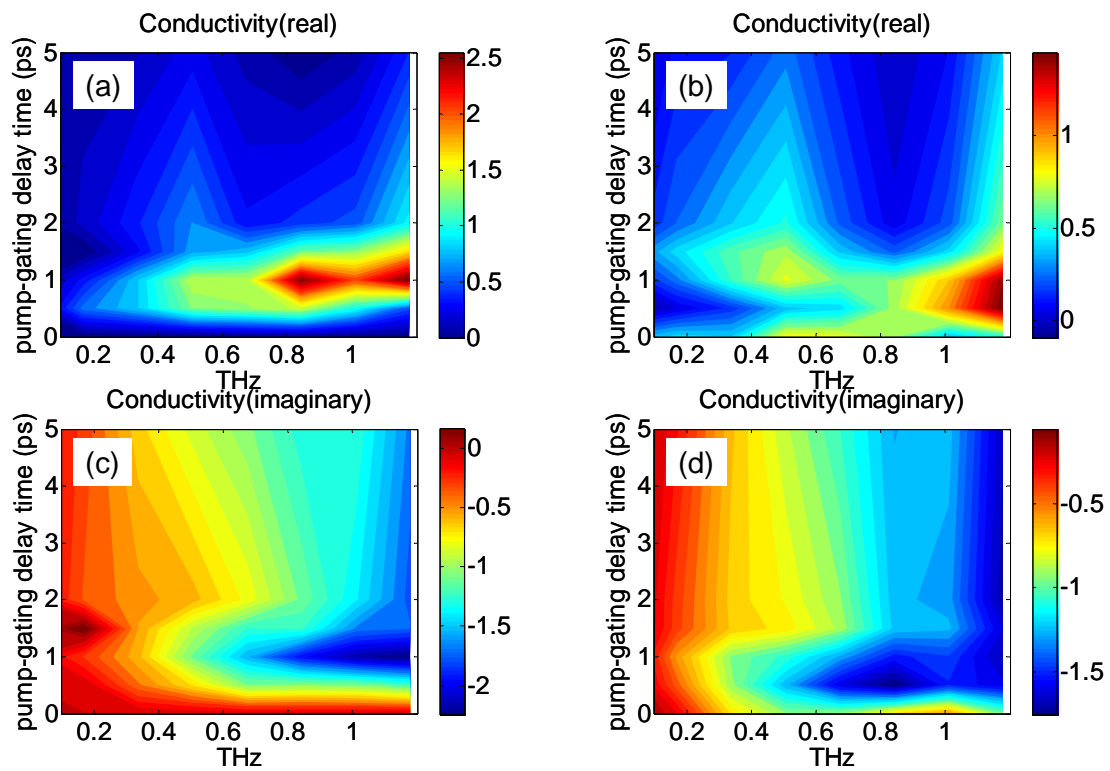 Conductivity(real)
(a)
pump-gating delay time (ps)
5
4
3
2
1
0
0.2 0.4 0.6 0.8 1
THz
2.5
2
1.5
1
0.5
0
Conductivity(real)
(b)
pump-gating delay time (ps)
5
4
3
2
1
0
0.2 0.4 0.6 0.8 1
THz
1
0.5
0
Conductivity(imaginary)
(c)
pump-gating delay time (ps)
5
4
3
2
1
0
0.2 0.4 0.6 0.8 1
THz
0
-0.5
-1
-1.5
-2
Conductivity(imaginary)
(d)
pump-gating delay time (ps)
5
4
3
2
1
0
0.2 0.4 0.6 0.8 1
THz
-0.5
-1
-1.5